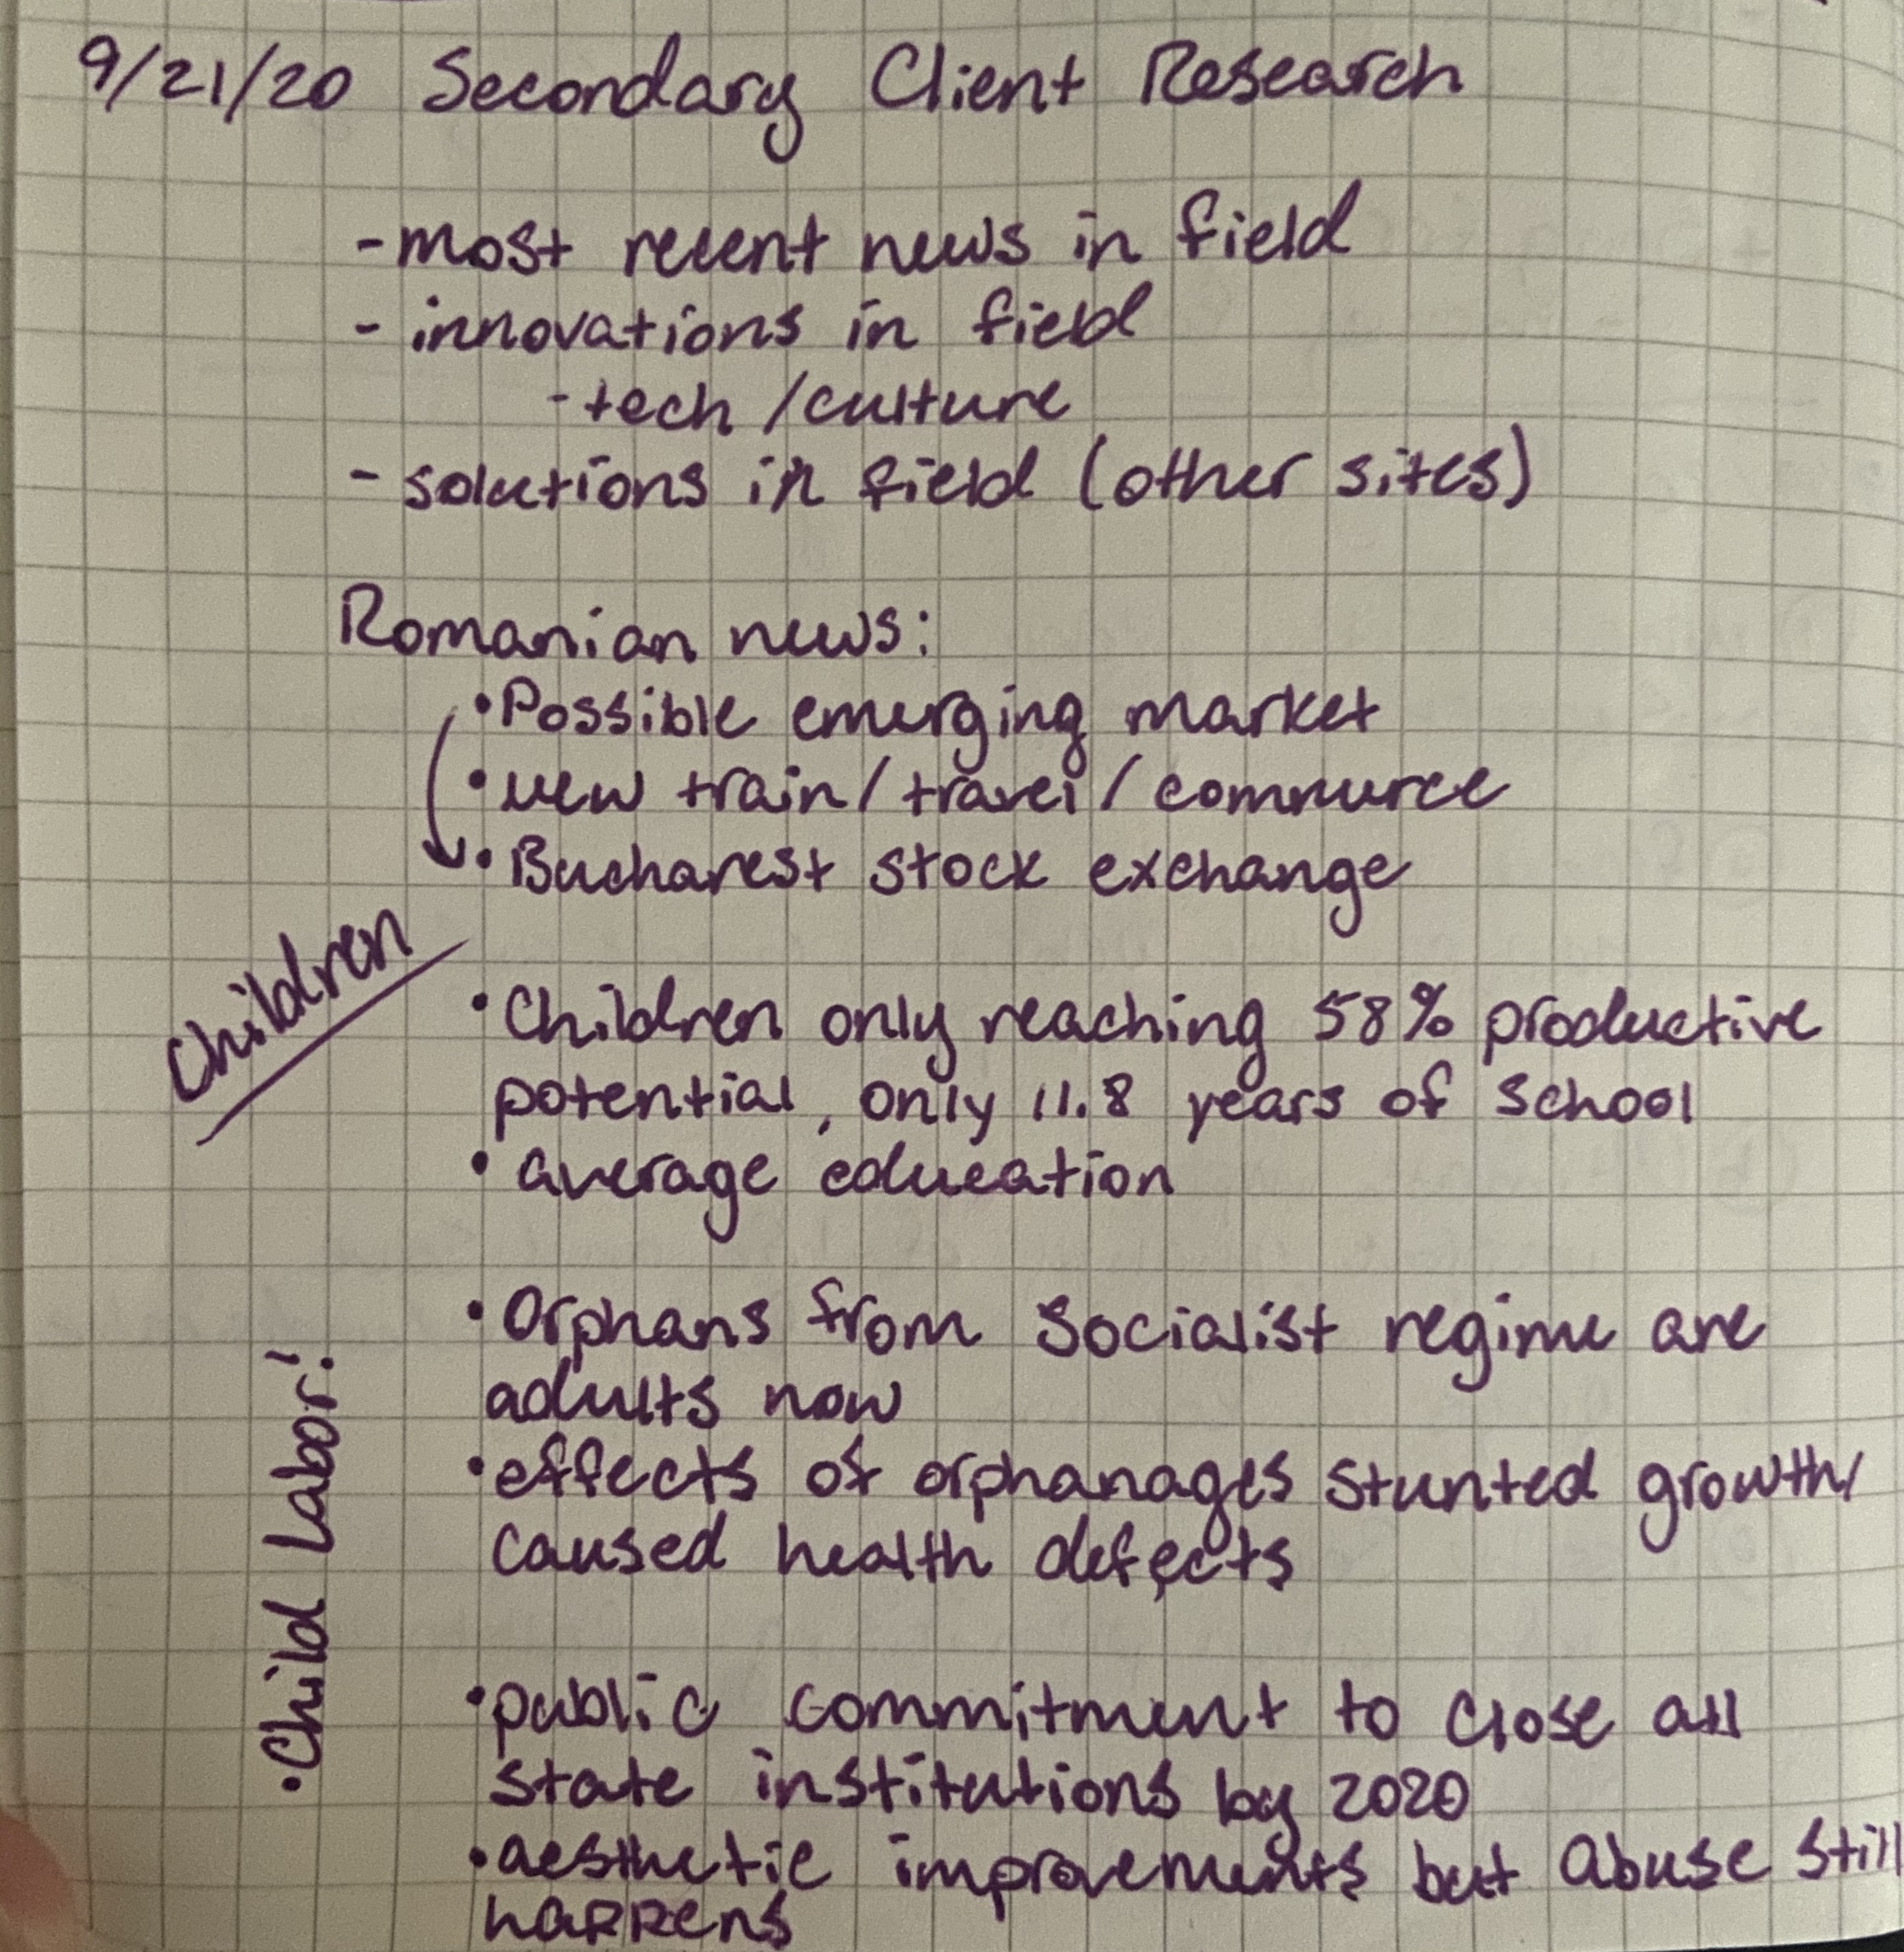 9/21/20 Secondary Client Research
- most recent news in field
- innovations in field
- tech / culture
- solutions in field (other sites)
Romanian news:
• Possible emerging market
• new train / travel / commerce
• Bucharest stock exchange
Children
• Children only reaching 58% productive
potential, only 11.8 years of school
• average education
• Orphans from Socialist regime are
adults now
• effects of orphanages stunted growth/
caused health defects
• Child Labor!
• public commitment to close all
state institutions by 2020
• aesthetic improvements but abuse still
happens